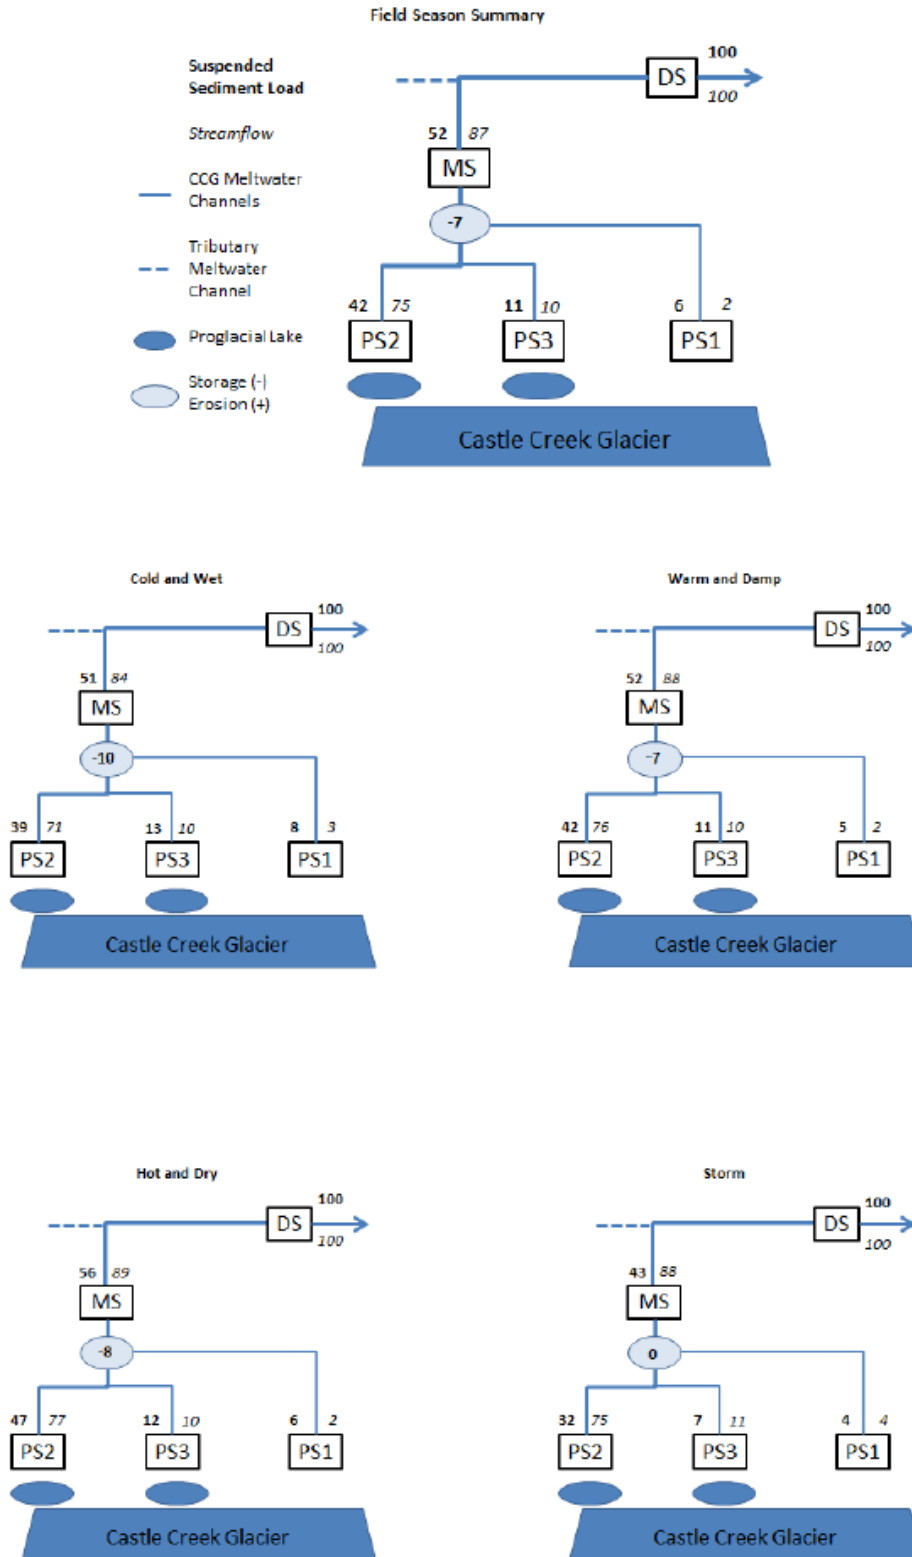 Field Season Summary
Suspended
Sediment Load
Streamflow
CCG Meltwater
Channels
Tributary
Meltwater
Channel
Proglacial Lake
Storage (-)
Erosion (+)
100
DS
100
52 87
MS
-7
42 75
PS2
11 10
PS3
6 2
PS1
Castle Creek Glacier
Cold and Wet
100
DS
100
51 84
MS
-10
39 71
PS2
13 10
PS3
8 3
PS1
Castle Creek Glacier
Warm and Damp
100
DS
100
52 88
MS
-7
42 76
PS2
11 10
PS3
5 2
PS1
Castle Creek Glacier
Hot and Dry
100
DS
100
56 89
MS
-8
47 77
PS2
12 10
PS3
6 2
PS1
Castle Creek Glacier
Storm
100
DS
100
43 88
MS
0
32 75
PS2
7 11
PS3
4 4
PS1
Castle Creek Glacier